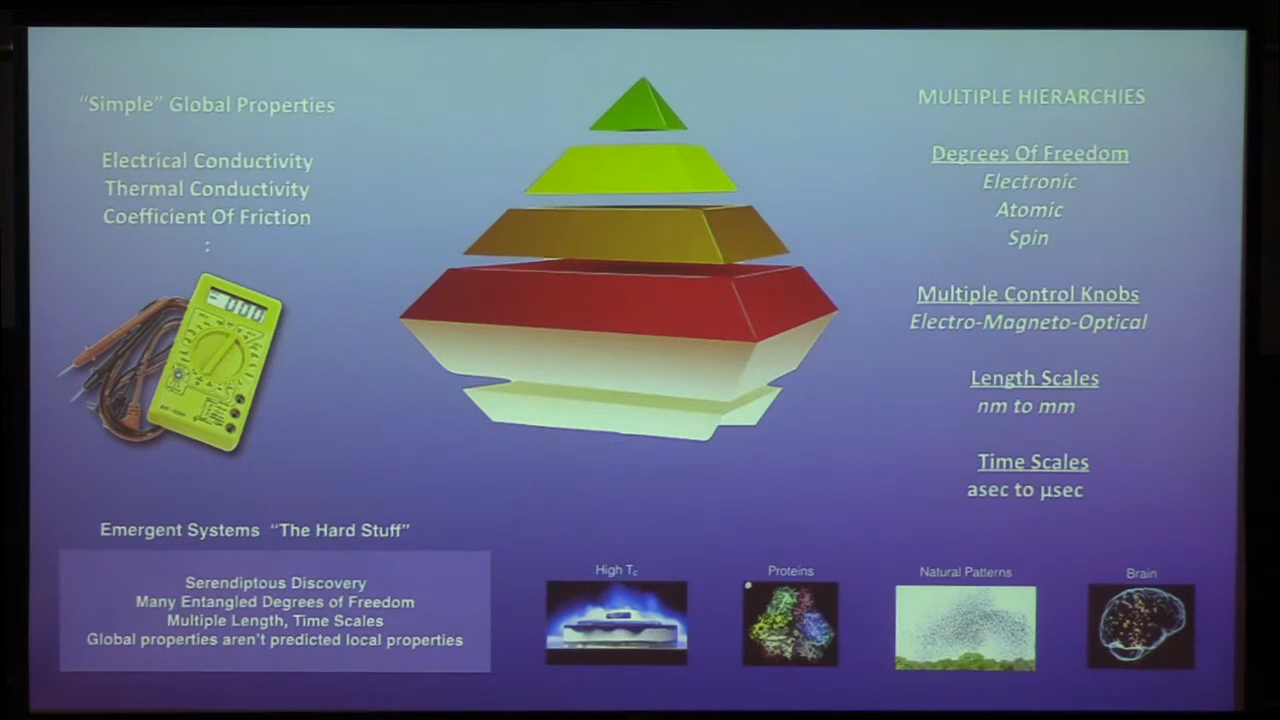 “Simple” Global Properties
Electrical Conductivity
Thermal Conductivity
Coefficient Of Friction
:
MULTIPLE HIERARCHIES
Degrees Of Freedom
Electronic
Atomic
Spin
Multiple Control Knobs
Electro-Magneto-Optical
Length Scales
nm to mm
Time Scales
asec to µsec
Emergent Systems “The Hard Stuff”
Serendiptous Discovery
Many Entangled Degrees of Freedom
Multiple Length, Time Scales
Global properties aren't predicted local properties
High Tc
Proteins
Natural Patterns
Brain